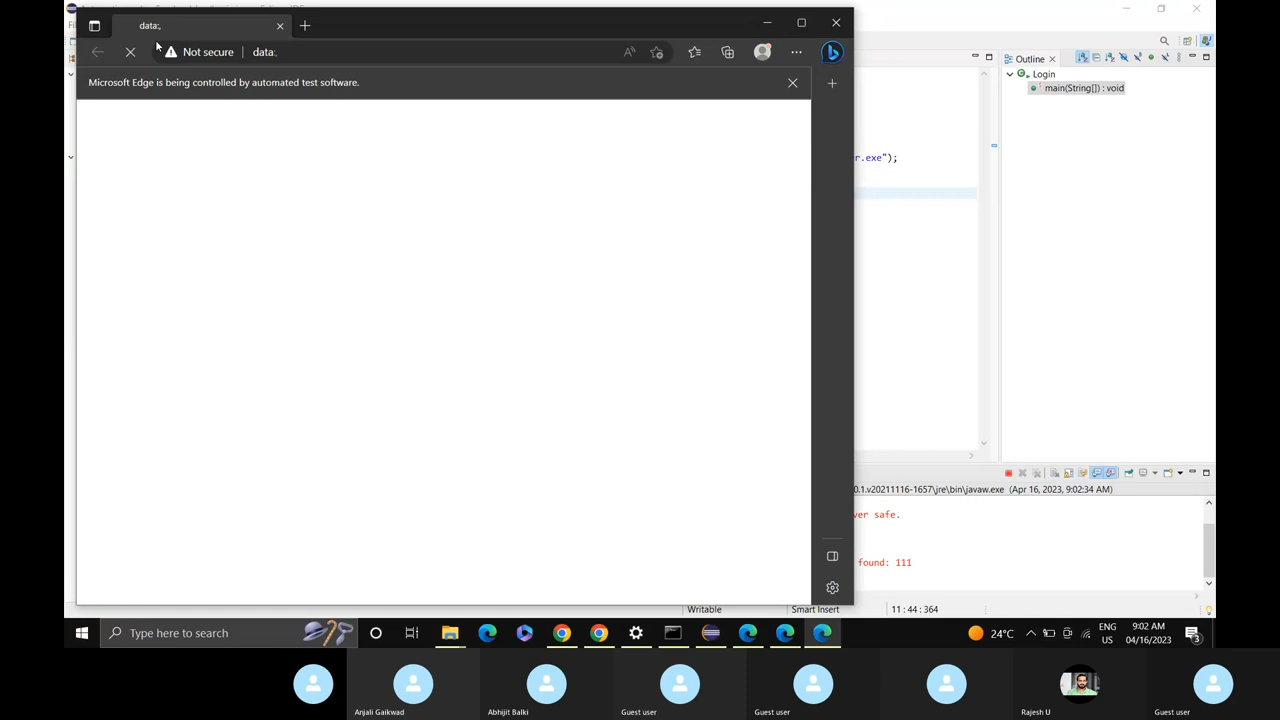 data:,
Not secure
data:,
Microsoft Edge is being controlled by automated test software.
Outline
Login
main(String[]) : void
r.exe");
0.1.v20211116-1657\jre\bin\javaw.exe (Apr 16, 2023, 9:02:34 AM)
ver safe.
found: 111
Writable
Smart Insert
11 : 44 : 364
Type here to search
24°C
ENG
US
9:02 AM
04/16/2023
3
Anjali Gaikwad
Abhijit Balki
Guest user
Guest user
Rajesh U
Guest user